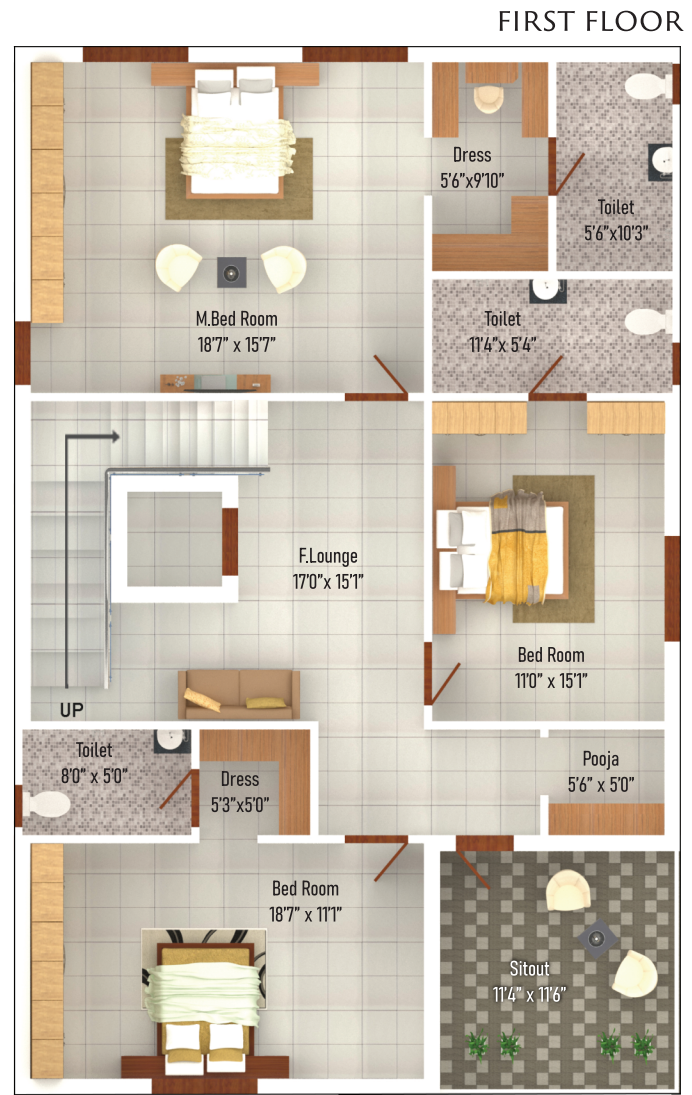 FIRST FLOOR
Dress
5'6"x9'10"
Toilet
5'6"x10'3"
M.Bed Room
18'7" x 15'7"
Toilet
11'4"x 5'4"
F.Lounge
17'0"x 15'1"
Bed Room
11'0" x 15'1"
UP
Toilet
8'0" x 5'0"
Dress
5'3"x5'0"
Pooja
5'6" x 5'0"
Bed Room
18'7" x 11'1"
Sitout
11'4" x 11'6"